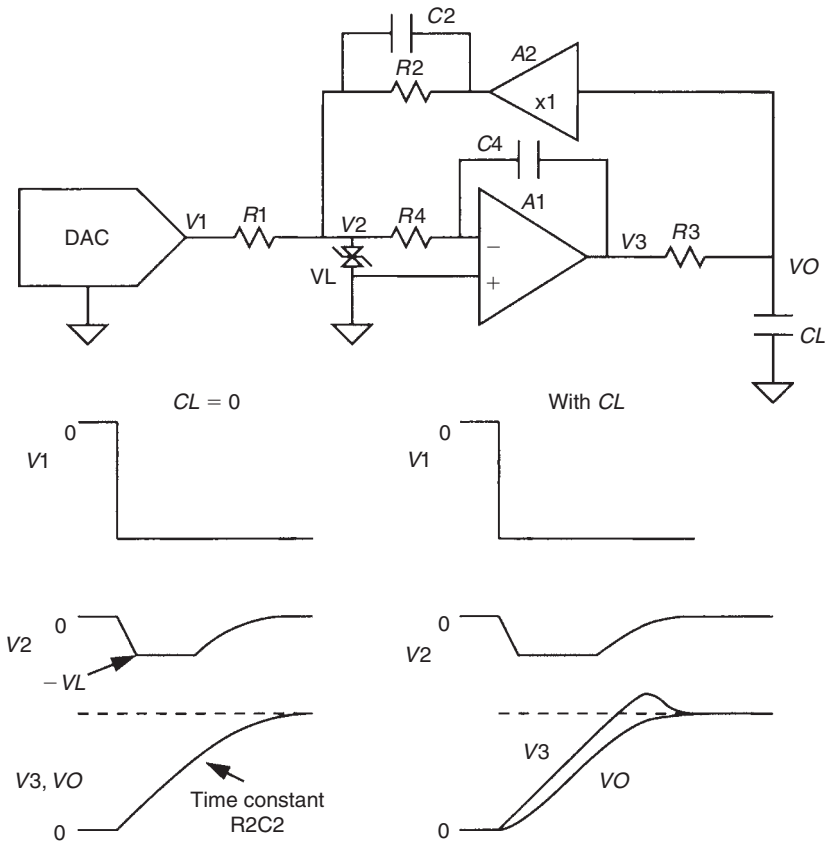 C2
R2
A2
x1
C4
A1
DAC
V1
R1
V2
R4
VL
−
+
V3
R3
VO
CL
CL = 0
With CL
0
V1
0
V1
0
V2
− VL
0
V2
V3, VO
0
Time constant
R2C2
V3
VO
0